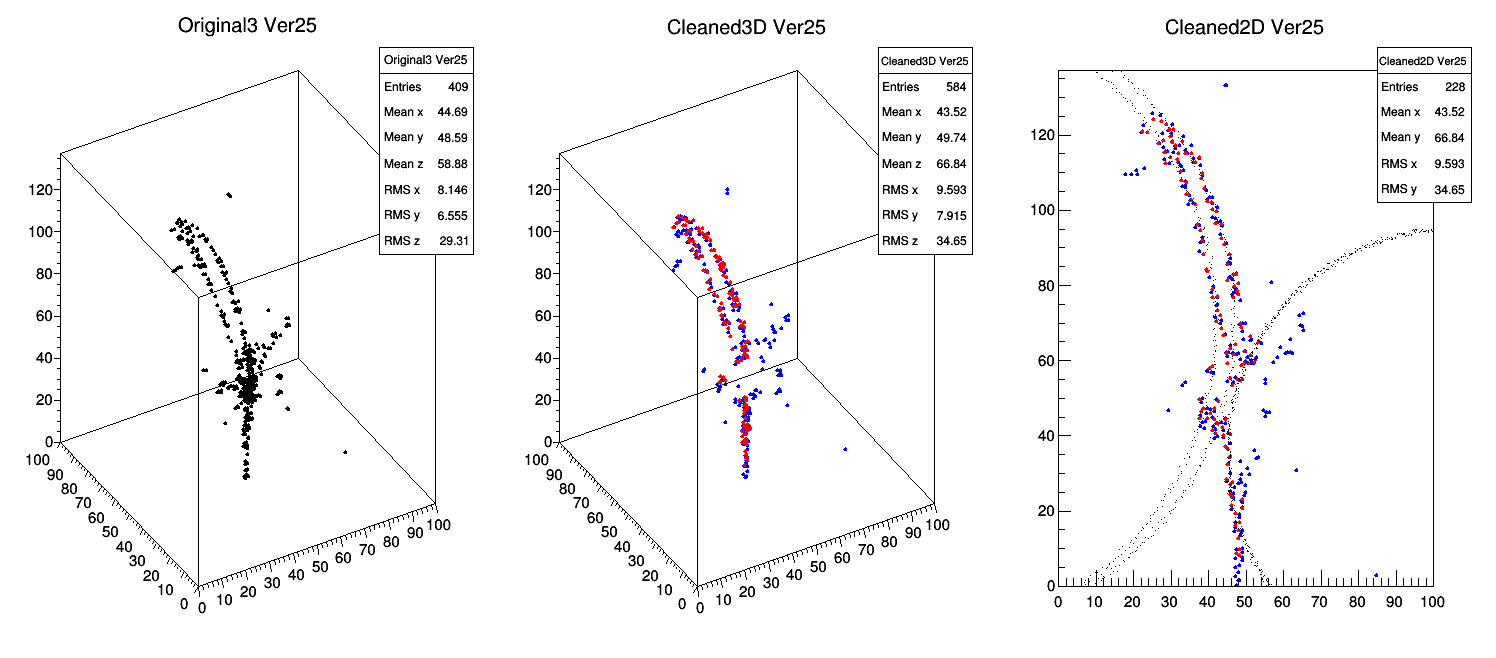 Original3 Ver25
Original3 Ver25
Entries 409
Mean x 44.69
Mean y 48.59
Mean z 58.88
RMS x 8.146
RMS y 6.555
RMS z 29.31
120
100
80
60
40
20
0
100
90
80
70
60
50
40
30
20
10
0
0
10
20
30
40
50
60
70
80
90
100
Cleaned3D Ver25
Cleaned3D Ver25
Entries 584
Mean x 43.52
Mean y 49.74
Mean z 66.84
RMS x 9.593
RMS y 7.915
RMS z 34.65
120
100
80
60
40
20
0
100
90
80
70
60
50
40
30
20
10
0
0
10
20
30
40
50
60
70
80
90
100
Cleaned2D Ver25
Cleaned2D Ver25
Entries 228
Mean x 43.52
Mean y 66.84
RMS x 9.593
RMS y 34.65
120
100
80
60
40
20
0
0 10 20 30 40 50 60 70 80 90 100